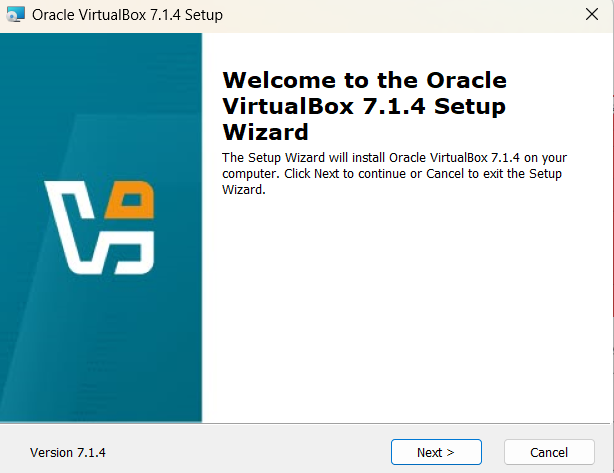 Oracle VirtualBox 7.1.4 Setup
Welcome to the Oracle
VirtualBox 7.1.4 Setup
Wizard
The Setup Wizard will install Oracle VirtualBox 7.1.4 on your
computer. Click Next to continue or Cancel to exit the Setup
Wizard.
Version 7.1.4
Next >
Cancel